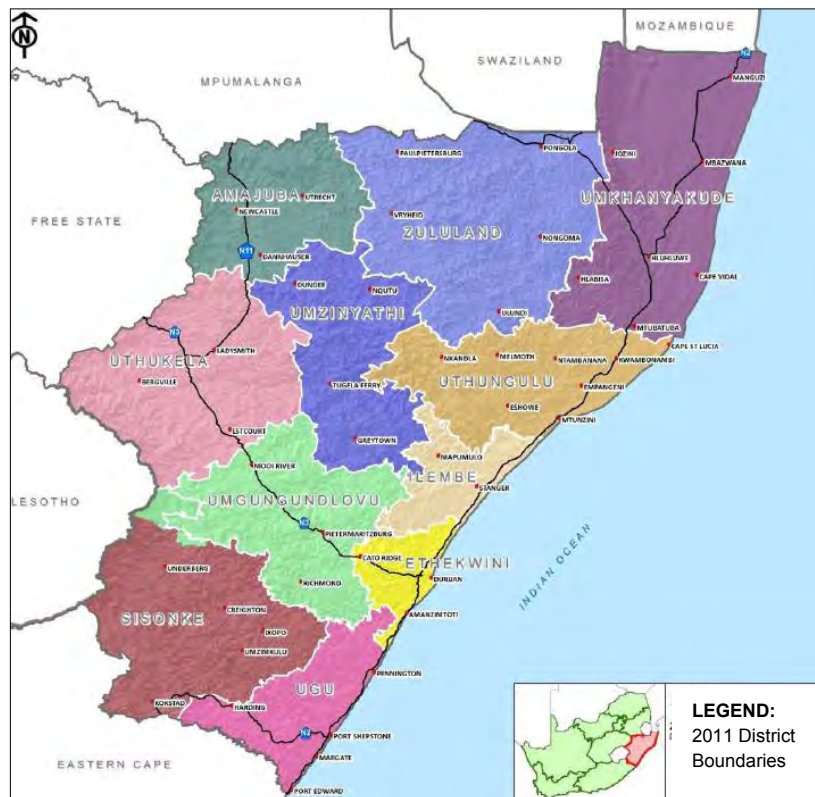 MOZAMBIQUE
N
N2
SWAZILAND
MANGUZI
MPUMALANGA
PAULPIETERSBURG
PONGOLA
JOZINI
MBAZWANA
AMAJUBA
UTRECHT
UMKHANYAKUDE
NEWCASTLE
VRYHEID
FREE STATE
ZULULAND
NONGOMA
N11
DANNHAUSER
HLUHLUWE
CAPE VIDAL
HLABISA
DUNDEE
NQUTU
UMZINYATHI
ULUNDI
MTUBATUBA
N3
CAPE ST LUCIA
LADYSMITH
UTHUKELA
NKANDLA
MELMOTH
NTAMBANANA
KWAMBONAMBI
BERGVILLE
TUGELA FERRY
UTHUNGULU
EMPANGENI
ESHOWE
MTUNZINI
ESTCOURT
GREYTOWN
MAPUMULO
MOOI RIVER
ILEMBE
STANGER
UMGUNGUNDLOVU
LESOTHO
N3
PIETERMARITZBURG
CATO RIDGE
ETHEKWINI
UNDERBERG
DURBAN
RICHMOND
INDIAN OCEAN
CREIGHTON
AMANZIMTOTI
SISONKE
IXOPO
UMZIMKULU
PENNINGTON
UGU
KOKSTAD
HARDING
N2
PORT SHEPSTONE
MARGATE
EASTERN CAPE
PORT EDWARD
LEGEND:
2011 District
Boundaries